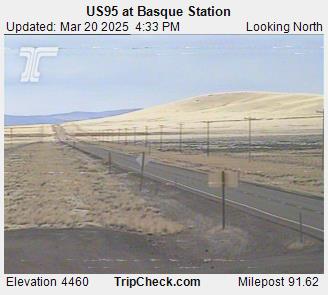 US95 at Basque Station
Updated: Mar 20 2025 4:33 PM Looking North
Elevation 4460 TripCheck.com Milepost 91.62